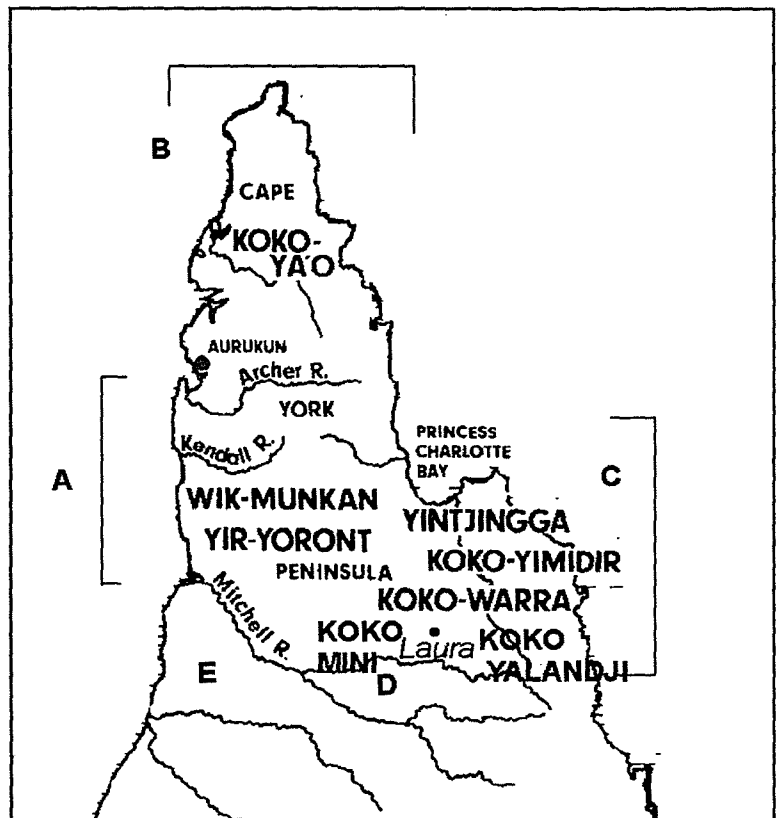 B
CAPE
KOKO-
YA'O
AURUKUN
Archer R.
YORK
Kendall R.
PRINCESS
CHARLOTTE
BAY
A
C
WIK-MUNKAN
YINTJINGGA
YIR-YORONT
KOKO-YIMIDIR
PENINSULA
KOKO-WARRA
Mitchell R.
KOKO
MINI
Laura
KOKO
YALANDJI
E
D